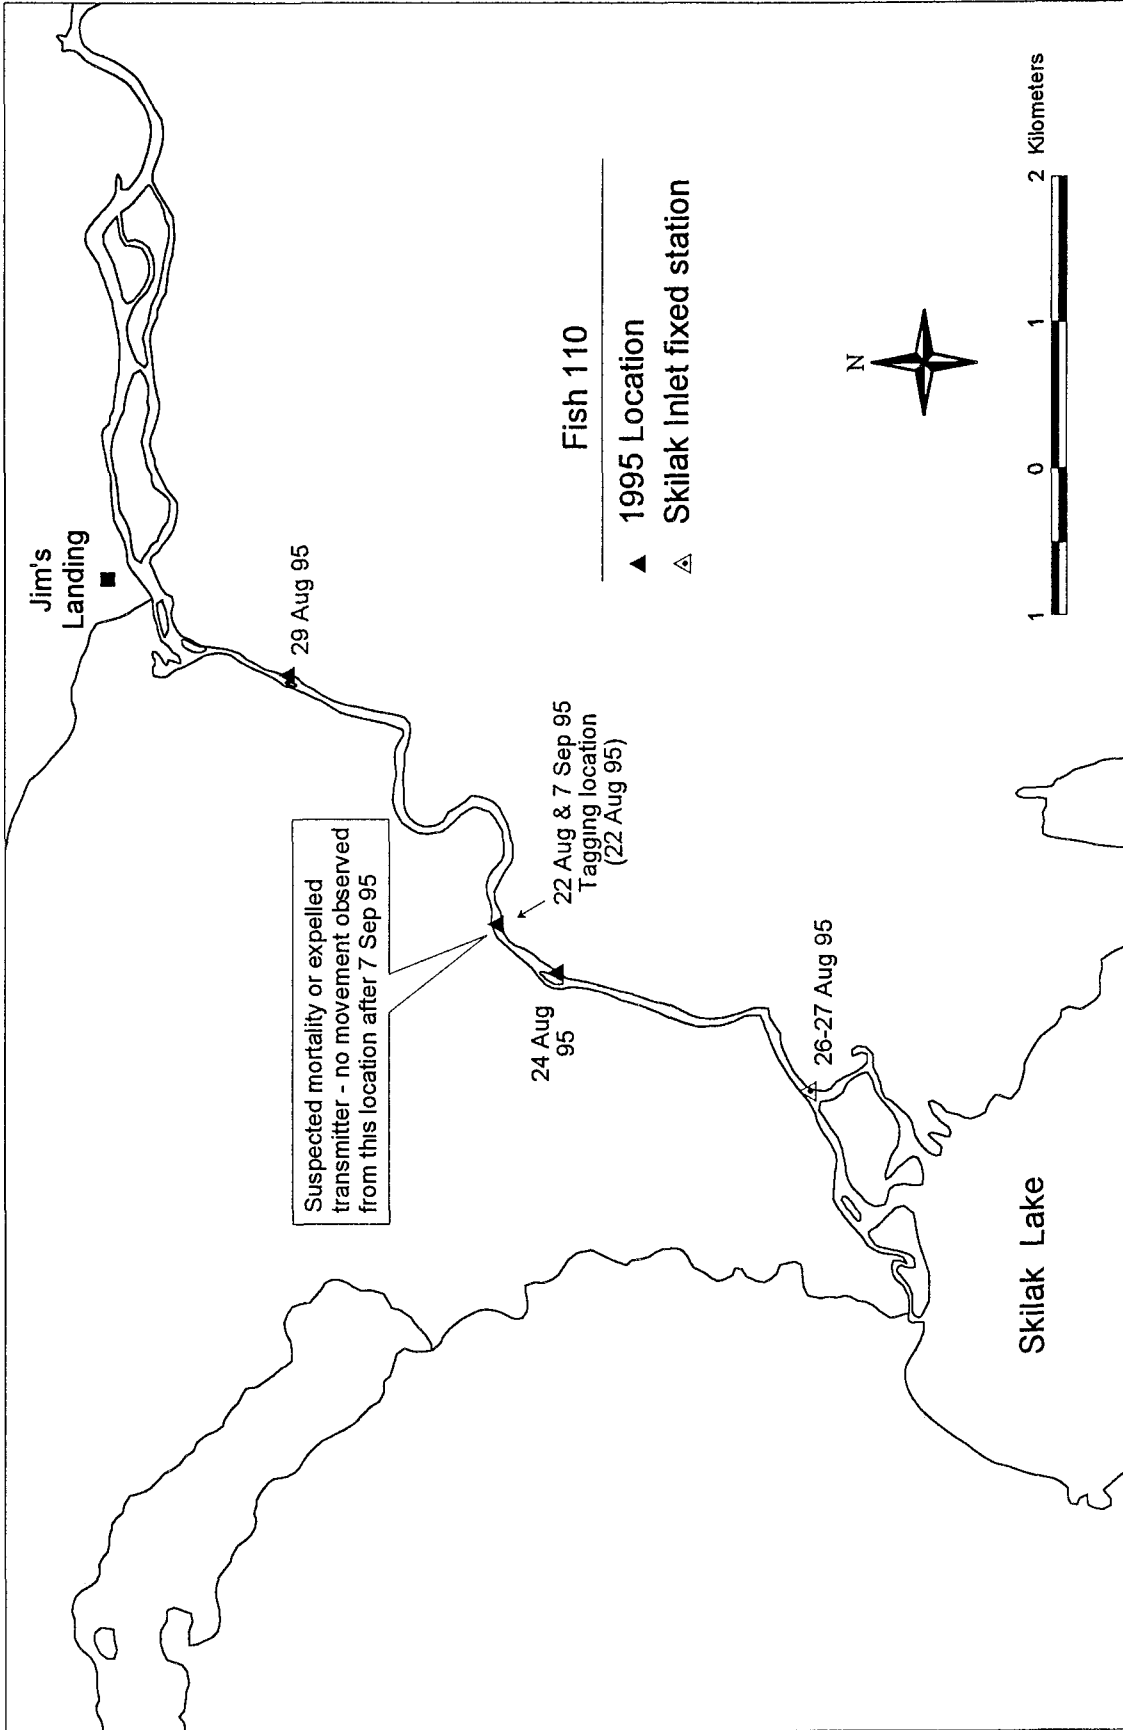 Jim's
Landing
29 Aug 95
Suspected mortality or expelled
transmitter - no movement observed
from this location after 7 Sep 95
22 Aug & 7 Sep 95
Tagging location
(22 Aug 95)
24 Aug
95
26-27 Aug 95
Skilak Lake
Fish 110
1995 Location
Skilak Inlet fixed station
N
1 0 1 2 Kilometers